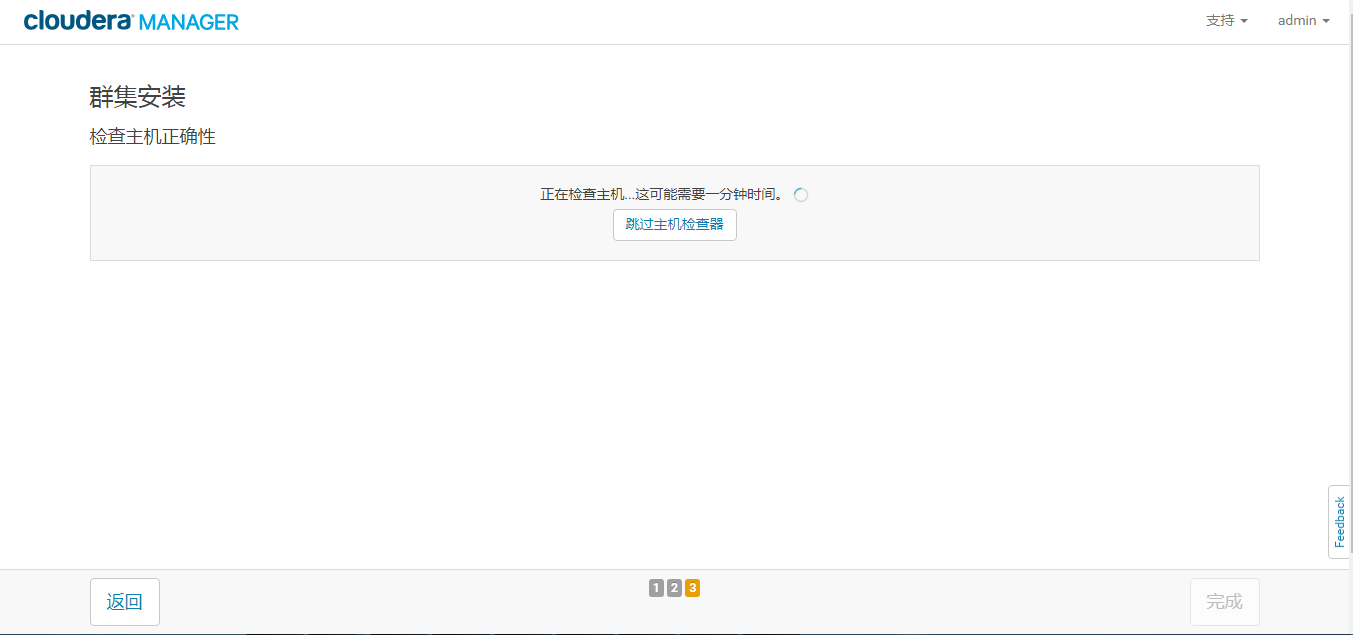 cloudera MANAGER
支持 admin
群集安装
检查主机正确性
正在检查主机...这可能需要一分钟时间。
跳过主机检查器
Feedback
返回 1 2 3 完成